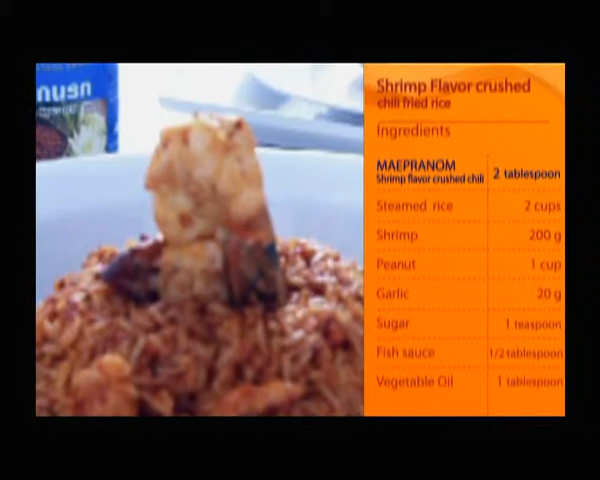 Shrimp Flavor crushed
chili fried rice
Ingredients
MAEPRANOM
Shrimp flavor crushed chili 2 tablespoon
Steamed rice 2 cups
Shrimp 200 g
Peanut 1 cup
Garlic 20 g
Sugar 1 teaspoon
Fish sauce 1/2 tablespoon
Vegetable Oil 1 tablespoon